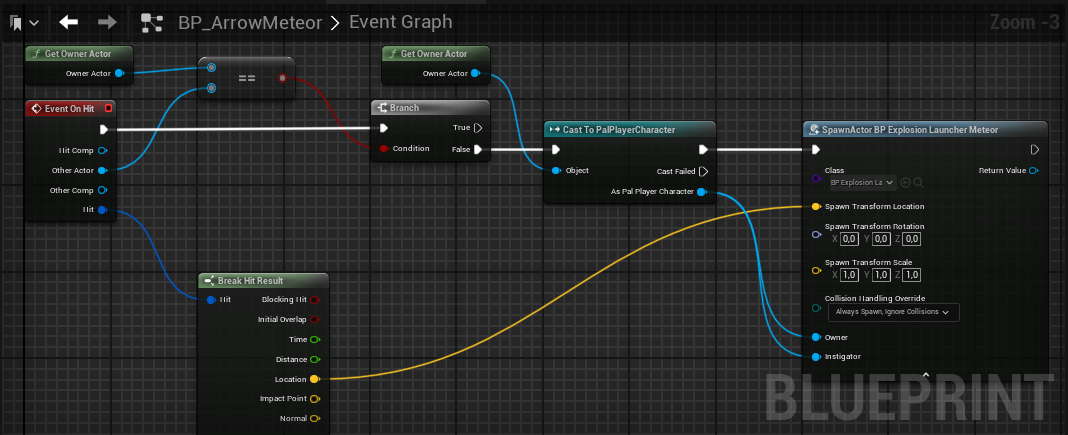 BP_ArrowMeteor > Event Graph
Zoom -3
f Get Owner Actor
Owner Actor
==
f Get Owner Actor
Owner Actor
Event On Hit
Hit Comp
Other Actor
Other Comp
Hit
Branch
True
Condition
False
Cast To PalPlayerCharacter
Object
Cast Failed
As Pal Player Character
SpawnActor BP Explosion Launcher Meteor
Class
BP Explosion La
Return Value
Spawn Transform Location
Spawn Transform Rotation
X 0,0 Y 0,0 Z 0,0
Spawn Transform Scale
X 1,0 Y 1,0 Z 1,0
Collision Handling Override
Always Spawn, Ignore Collisions
Owner
Instigator
Break Hit Result
Hit
Blocking Hit
Initial Overlap
Time
Distance
Location
Impact Point
Normal
BLUEPRINT